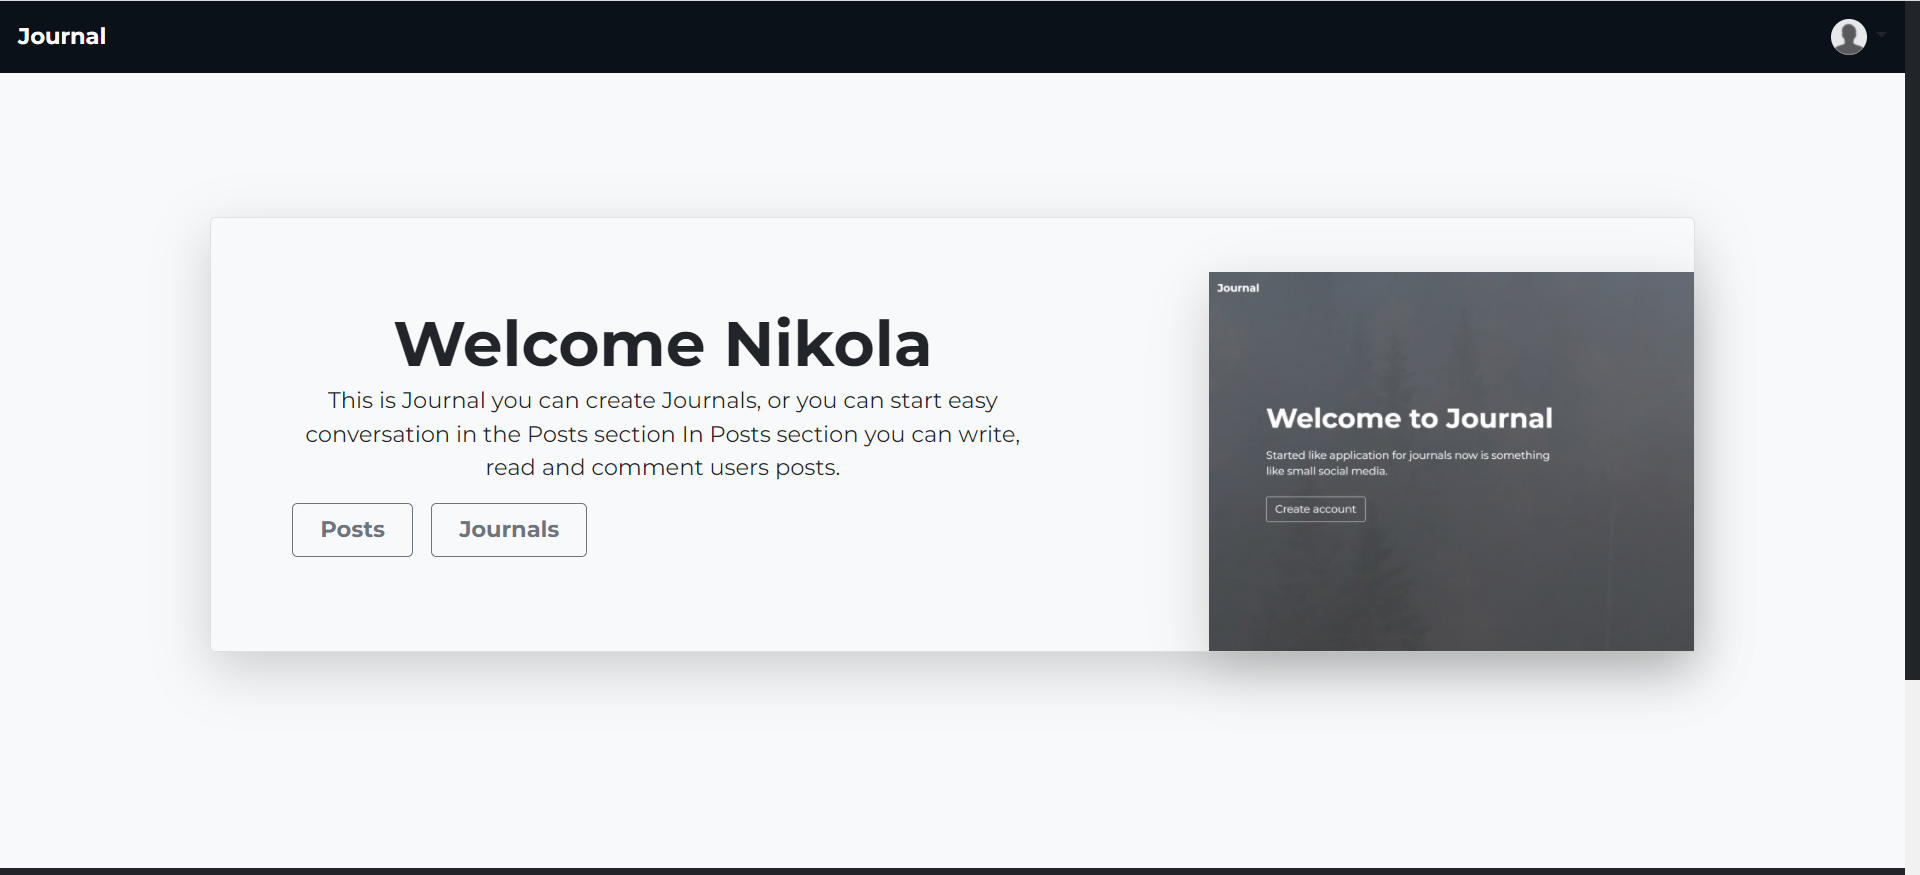 Journal
Welcome Nikola
This is Journal you can create Journals, or you can start easy
conversation in the Posts section In Posts section you can write,
read and comment users posts.
Posts
Journals
Journal
Welcome to Journal
Started like application for journals now is something
like small social media.
Create account